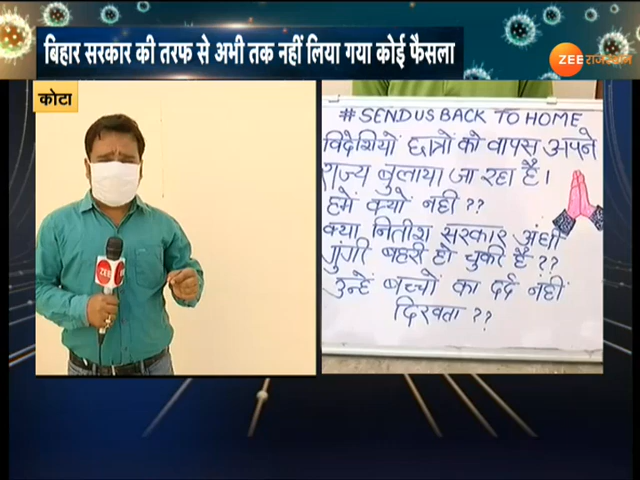 बिहार सरकार की तरफ से अभी तक नहीं लिया गया कोई फैसला
ZEE राजस्थान
कोटा
# SEND US BACK TO HOME
विदेशियों छात्रों को वापस अपने
राज्य बुलाया जा रहा है।
हमें क्यों नहीं ??
क्या नितीश सरकार अंधी
गुंगी बहरी हो चुकी है ??
उन्हें बच्चों का दर्द नहीं
दिखता ??
ZEE